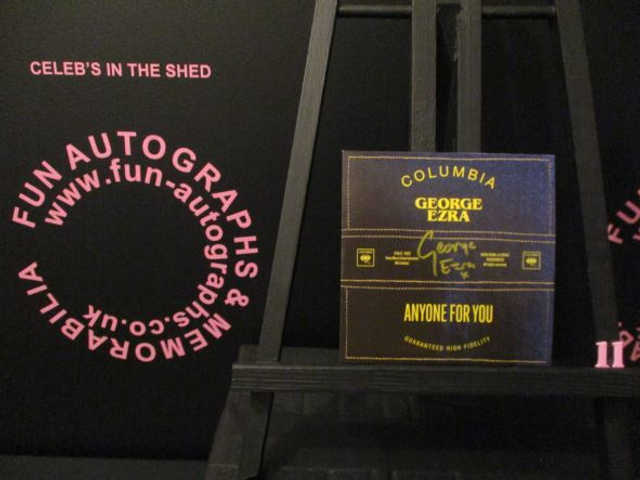 CELEB'S IN THE SHED
FUN AUTOGRAPHS & MEMORABILIA
www.fun-autographs.co.uk
COLUMBIA
GEORGE
EZRA
George
Ezra
ANYONE FOR YOU
GUARANTEED HIGH FIDELITY
11